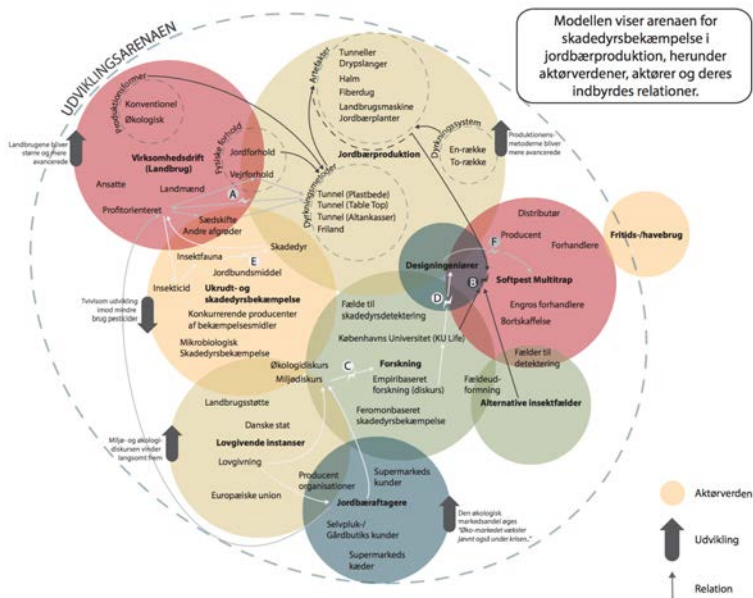 Modellen viser arenaen for
skadedyrsbekæmpelse i
jordbærproduktion, herunder
aktørverdener, aktører og deres
indbyrdes relationer.
UDVIKLINGSARENAEN
Produktionsformer
Konventionel
Økologisk
Landbrugene bliver
større og mere
avancerede
Virksomhedsdrift
(Landbrug)
Fysiske forhold
Jordforhold
Vejrforhold
Ansatte
Landmænd
A
Profitorienteret
Sædskifte
Andre afgrøder
Artefakter
Tunneller
Drypslanger
Halm
Fiberdug
Landbrugsmaskine
Jordbærplanter
Jordbærproduktion
Dyrkningssystem
En-række
To-række
Produktionens-
metoderne bliver
mere avancerede
Dyrkningsmetoder
Tunnel (Plastbede)
Tunnel (Table Top)
Tunnel (Altankasser)
Friland
Skadedyr
Insektfauna
E
Jordbundsmiddel
Insekticid
Ukrudt- og
skadedyrsbekæmpelse
Tvivlsom udvikling
imod mindre
brug pesticider
Konkurrerende producenter
af bekæmpelsesmidler
Mikrobiologisk
Skadedyrsbekæmpelse
Designingeniører
D
B
F
Distributør
Producent
Forhandlere
Softpest Multitrap
Engros forhandlere
Bortskaffelse
Fritids-/havebrug
Fælde til
skadedyrsdetektering
Københavns Universitet (KU Life)
Fælder til
detektering
Økologidiskurs
Miljødiskurs
C
Forskning
Empiribaseret
forskning (diskurs)
Fældeud-
formning
Alternative insektfælder
Feromonbaseret
skadedyrsbekæmpelse
Landbrugsstøtte
Danske stat
Lovgivende instanser
Miljø- og økologi-
diskursen vinder
langsomt frem
Lovgivning
Europæiske union
Producent
organisationer
Supermarkeds
kunder
Jordbæraftagere
Selvpluk-/
Gårdbutiks kunder
Supermarkeds
kæder
Den økologisk
markedsandel øges
"Øko-markedet vækster
jævnt også under krisen.."
Aktørverden
Udvikling
Relation